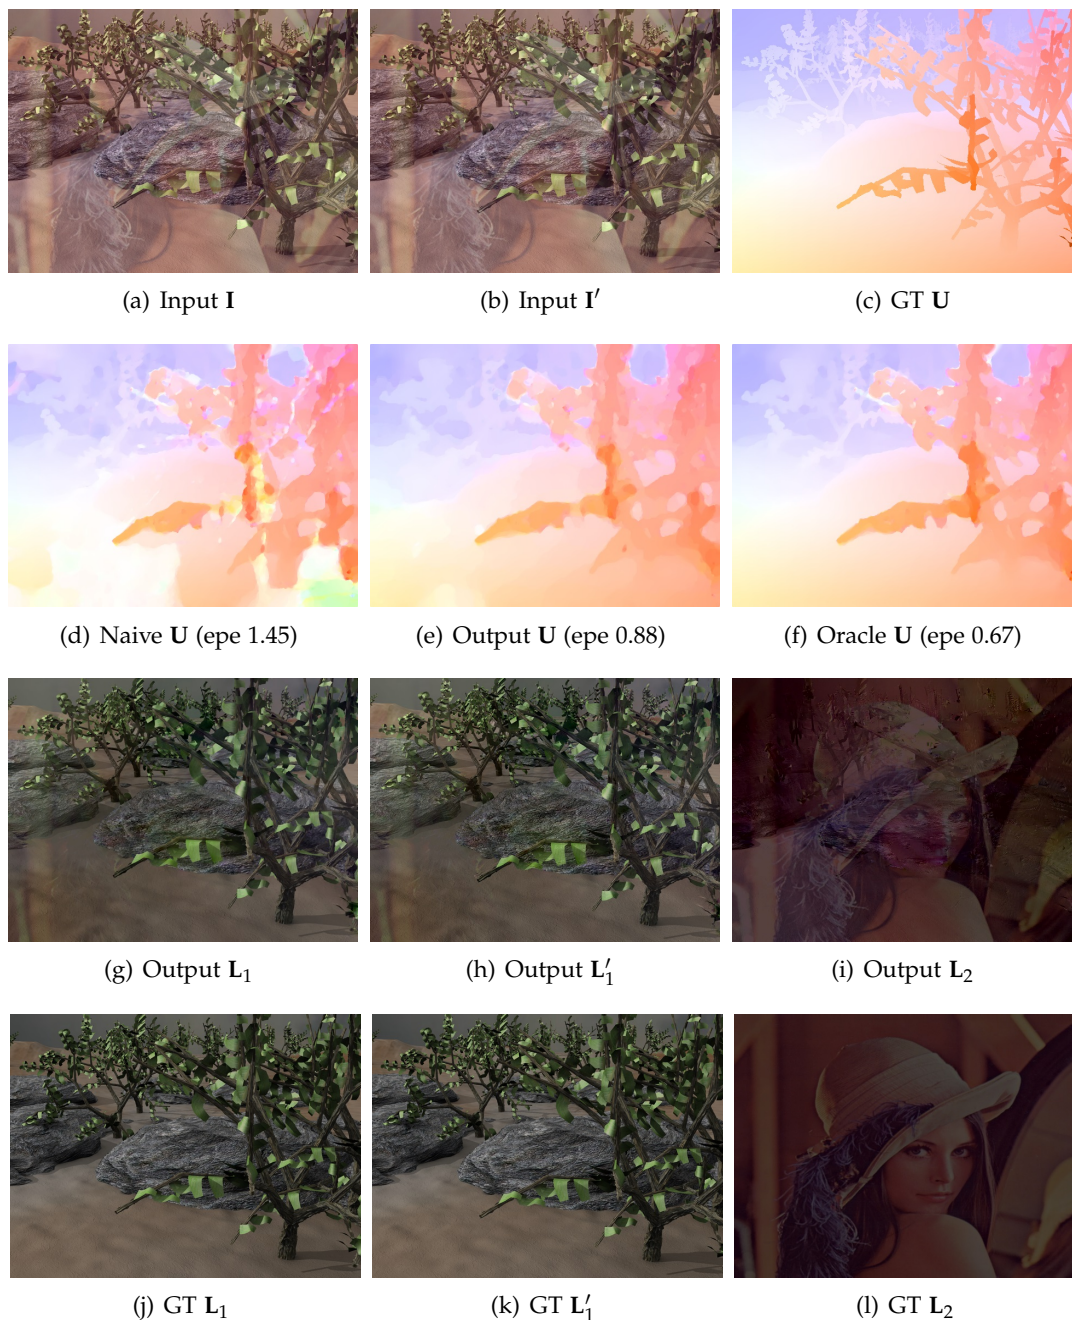 (a) Input I
(b) Input I′
(c) GT U
(d) Naive U (epe 1.45)
(e) Output U (epe 0.88)
(f) Oracle U (epe 0.67)
(g) Output L₁
(h) Output L′₁
(i) Output L₂
(j) GT L₁
(k) GT L′₁
(l) GT L₂